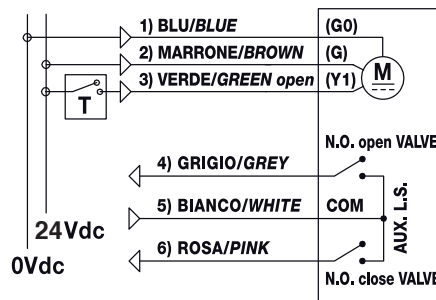 1) BLU/BLUE (G0)
2) MARRONE/BROWN (G)
3) VERDE/GREEN open (Y1)
M
T
N.O. open VALVE
4) GRIGIO/GREY
5) BIANCO/WHITE COM
AUX. L.S.
24Vdc
6) ROSA/PINK
0Vdc
N.O. close VALVE